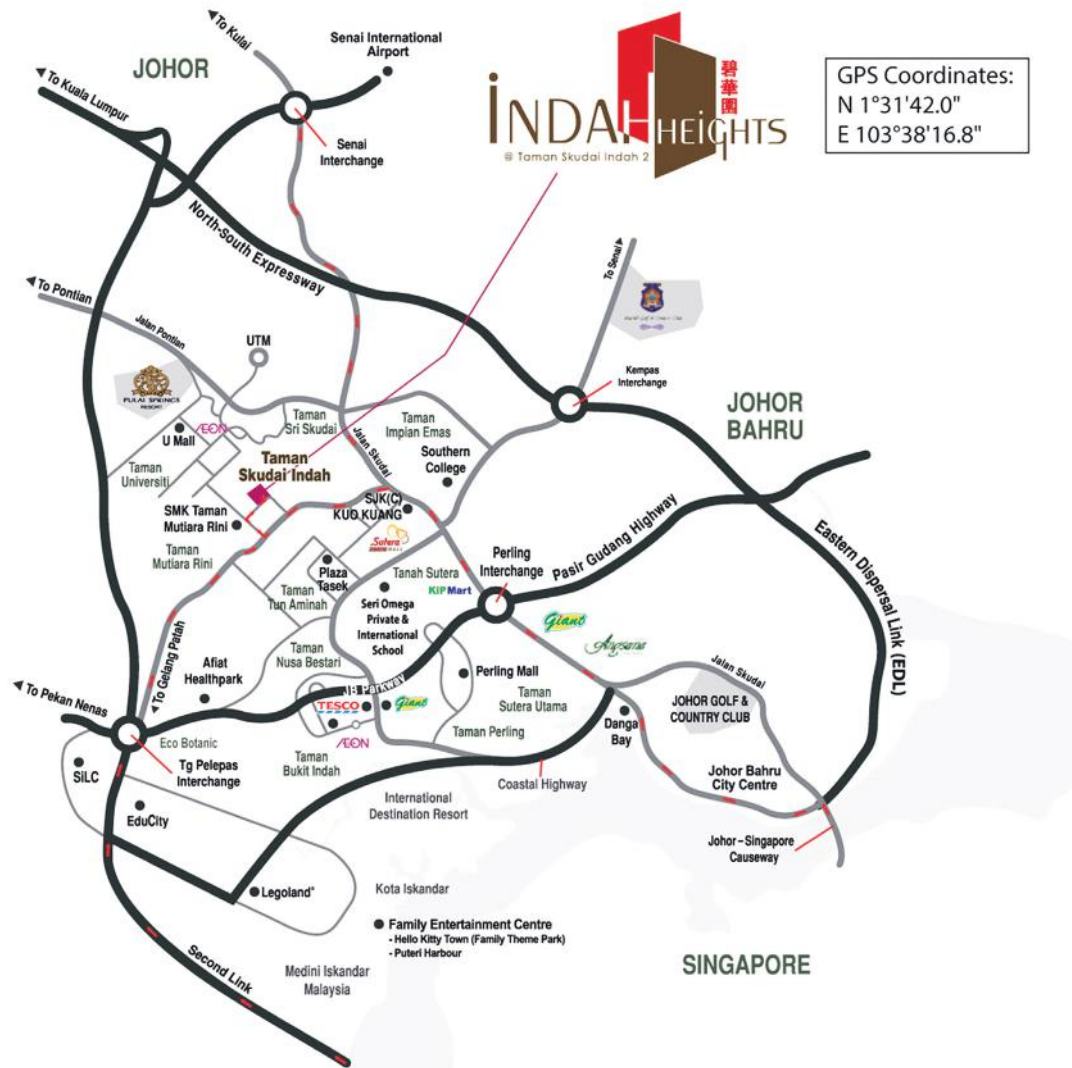 To Kulai
Senai International
Airport
JOHOR
To Kuala Lumpur
Senai
Interchange
碧華園
INDAH HEIGHTS
@ Taman Skudai Indah 2
GPS Coordinates:
N 1°31'42.0"
E 103°38'16.8"
North-South Expressway
To Senai
To Pontian
Jalan Pontian
UTM
Kempas
Interchange
PULAI SPRINGS
RESORT
JOHOR
BAHRU
U Mall
ÆON
Taman
Sri Skudai
Taman
Impian Emas
Jalan Skudai
Southern
College
Taman
Universiti
Taman
Skudai Indah
SMK Taman
Mutiara Rini
SJK(C)
KUO KUANG
Sutera
MALL
Pasir Gudang Highway
Eastern Dispersal Link (EDL)
Taman
Mutiara Rini
Plaza
Tasek
Tanah Sutera
KIP Mart
Perling
Interchange
Taman
Tun Aminah
Seri Omega
Private &
International
School
Giant
Angsana
Taman
Nusa Bestari
Afiat
Healthpark
To Gelang Patah
To Pekan Nenas
JB Parkway
TESCO
Giant
Perling Mall
Taman
Sutera Utama
Jalan Skudai
JOHOR GOLF &
COUNTRY CLUB
Danga
Bay
Taman Perling
Eco Botanic
ÆON
Taman
Bukit Indah
Tg Pelepas
Interchange
SiLC
Coastal Highway
Johor Bahru
City Centre
EduCity
International
Destination Resort
Johor-Singapore
Causeway
Legoland®
Kota Iskandar
Family Entertainment Centre
- Hello Kitty Town (Family Theme Park)
- Puteri Harbour
Second Link
Medini Iskandar
Malaysia
SINGAPORE